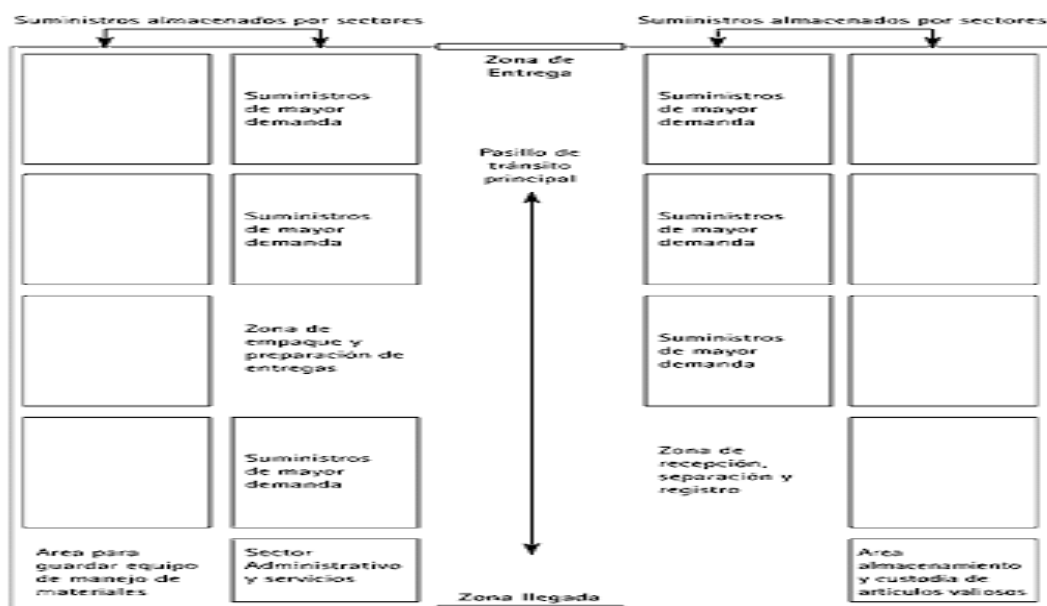 Suministros almacenados por sectores
Suministros almacenados por sectores
Zona de
Entrega
Suministros
de mayor
demanda
Suministros
de mayor
demanda
Pasillo de
tránsito
principal
Suministros
de mayor
demanda
Suministros
de mayor
demanda
Zona de
empaque y
preparación de
entregas
Suministros
de mayor
demanda
Suministros
de mayor
demanda
Zona de
recepción,
separación y
registro
Area para
guardar equipo
de manejo de
materiales
Sector
Administrativo
y servicios
Area
almacenamiento
y custodia de
artículos valiosos
Zona llegada